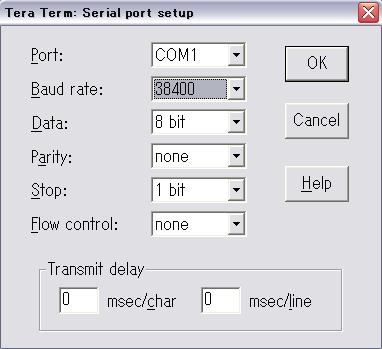 Tera Term: Serial port setup
Port: COM1 OK
Baud rate: 38400
Data: 8 bit Cancel
Parity: none
Stop: 1 bit Help
Flow control: none
Transmit delay
0 msec/char 0 msec/line